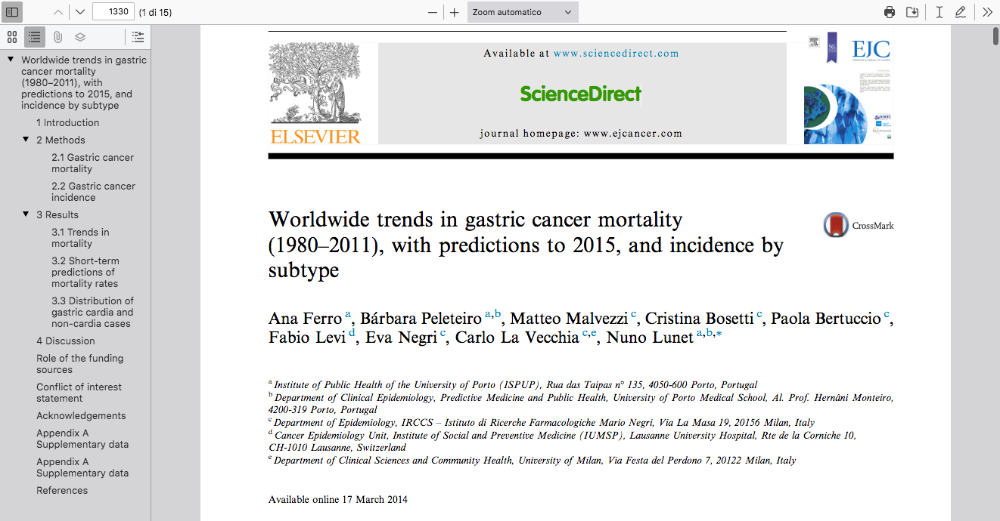 1330 (1 di 15)
Zoom automatico
Worldwide trends in gastric
cancer mortality
(1980–2011), with
predictions to 2015, and
incidence by subtype
1 Introduction
2 Methods
2.1 Gastric cancer
mortality
2.2 Gastric cancer
incidence
3 Results
3.1 Trends in
mortality
3.2 Short-term
predictions of
mortality rates
3.3 Distribution of
gastric cardia and
non-cardia cases
4 Discussion
Role of the funding
sources
Conflict of interest
statement
Acknowledgements
Appendix A
Supplementary data
Appendix A
Supplementary data
References
ELSEVIER
Available at www.sciencedirect.com
ScienceDirect
journal homepage: www.ejcancer.com
EJC
Worldwide trends in gastric cancer mortality
(1980–2011), with predictions to 2015, and incidence by
subtype
CrossMark
Ana Ferro a, Bárbara Peleteiro a,b, Matteo Malvezzi c, Cristina Bosetti c, Paola Bertuccio c,
Fabio Levi d, Eva Negri c, Carlo La Vecchia c,e, Nuno Lunet a,b,*
a Institute of Public Health of the University of Porto (ISPUP), Rua das Taipas n° 135, 4050-600 Porto, Portugal
b Department of Clinical Epidemiology, Predictive Medicine and Public Health, University of Porto Medical School, Al. Prof. Hernâni Monteiro,
4200-319 Porto, Portugal
c Department of Epidemiology, IRCCS – Istituto di Ricerche Farmacologiche Mario Negri, Via La Masa 19, 20156 Milan, Italy
d Cancer Epidemiology Unit, Institute of Social and Preventive Medicine (IUMSP), Lausanne University Hospital, Rte de la Corniche 10,
CH-1010 Lausanne, Switzerland
e Department of Clinical Sciences and Community Health, University of Milan, Via Festa del Perdono 7, 20122 Milan, Italy
Available online 17 March 2014